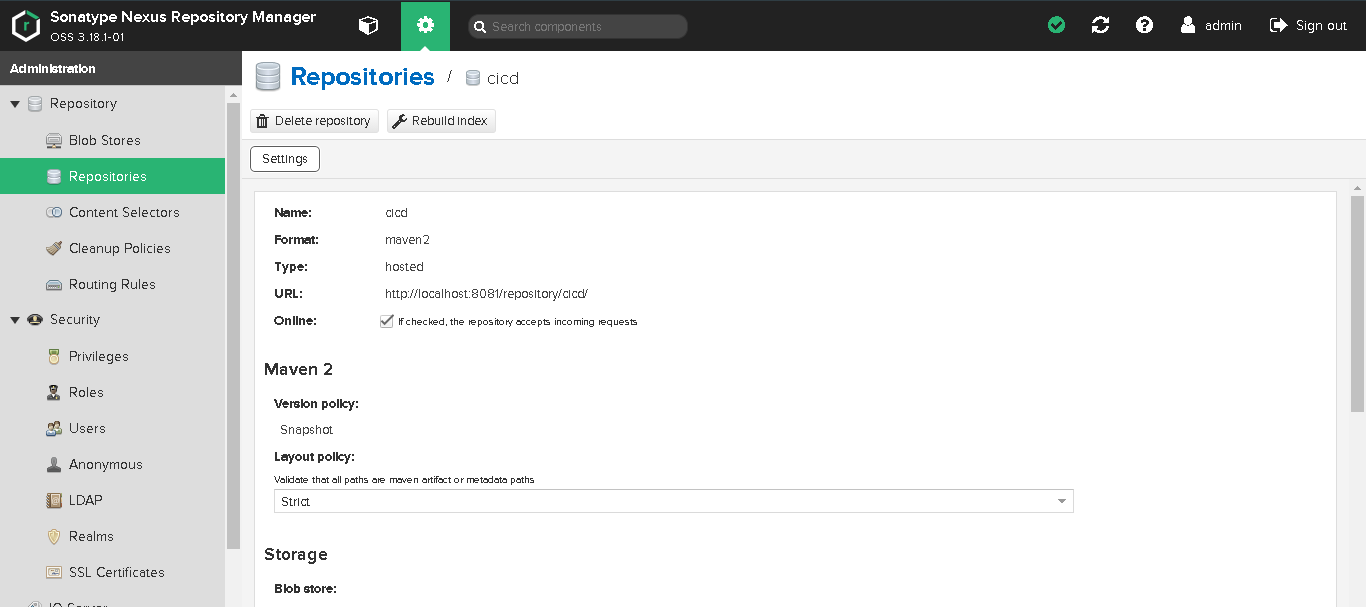 Sonatype Nexus Repository Manager
OSS 3.18.1-01
Search components
admin
Sign out
Administration
Repository
Blob Stores
Repositories
Content Selectors
Cleanup Policies
Routing Rules
Security
Privileges
Roles
Users
Anonymous
LDAP
Realms
SSL Certificates
IQ Server
Repositories / cicd
Delete repository
Rebuild index
Settings
Name: cicd
Format: maven2
Type: hosted
URL: http://localhost:8081/repository/cicd/
Online: If checked, the repository accepts incoming requests
Maven 2
Version policy:
Snapshot
Layout policy:
Validate that all paths are maven artifact or metadata paths
Strict
Storage
Blob store: